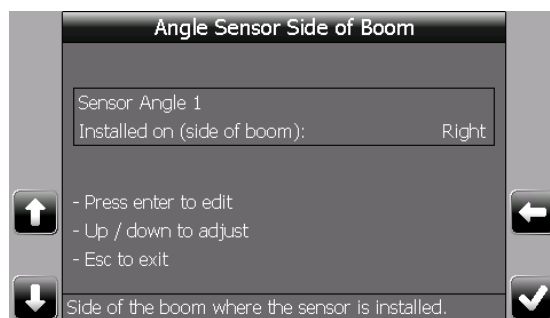 Angle Sensor Side of Boom
Sensor Angle 1
Installed on (side of boom): Right
- Press enter to edit
- Up / down to adjust
- Esc to exit
Side of the boom where the sensor is installed.